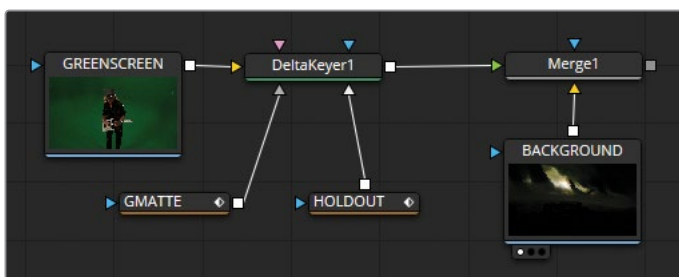 GREENSCREEN
DeltaKeyer1
Merge1
BACKGROUND
GMATTE
HOLDOUT